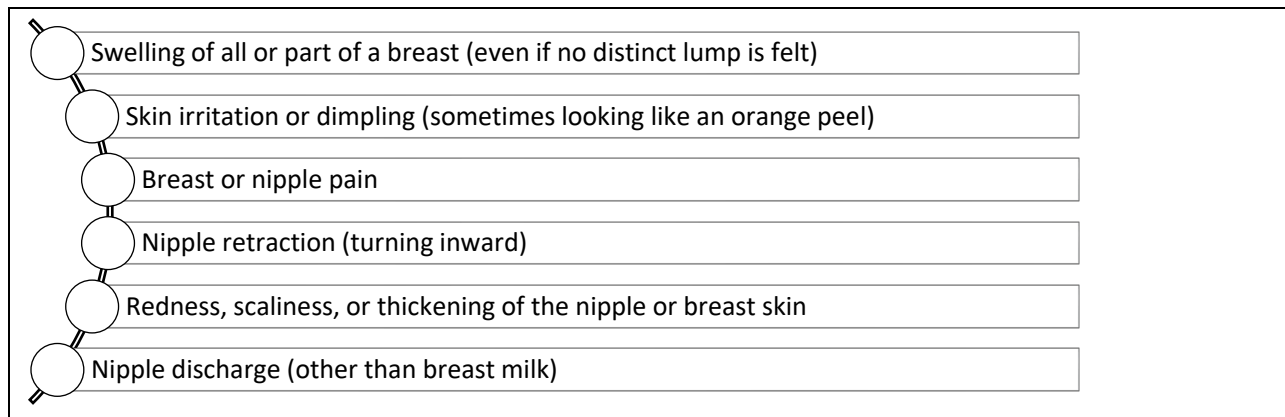 Swelling of all or part of a breast (even if no distinct lump is felt)
Skin irritation or dimpling (sometimes looking like an orange peel)
Breast or nipple pain
Nipple retraction (turning inward)
Redness, scaliness, or thickening of the nipple or breast skin
Nipple discharge (other than breast milk)